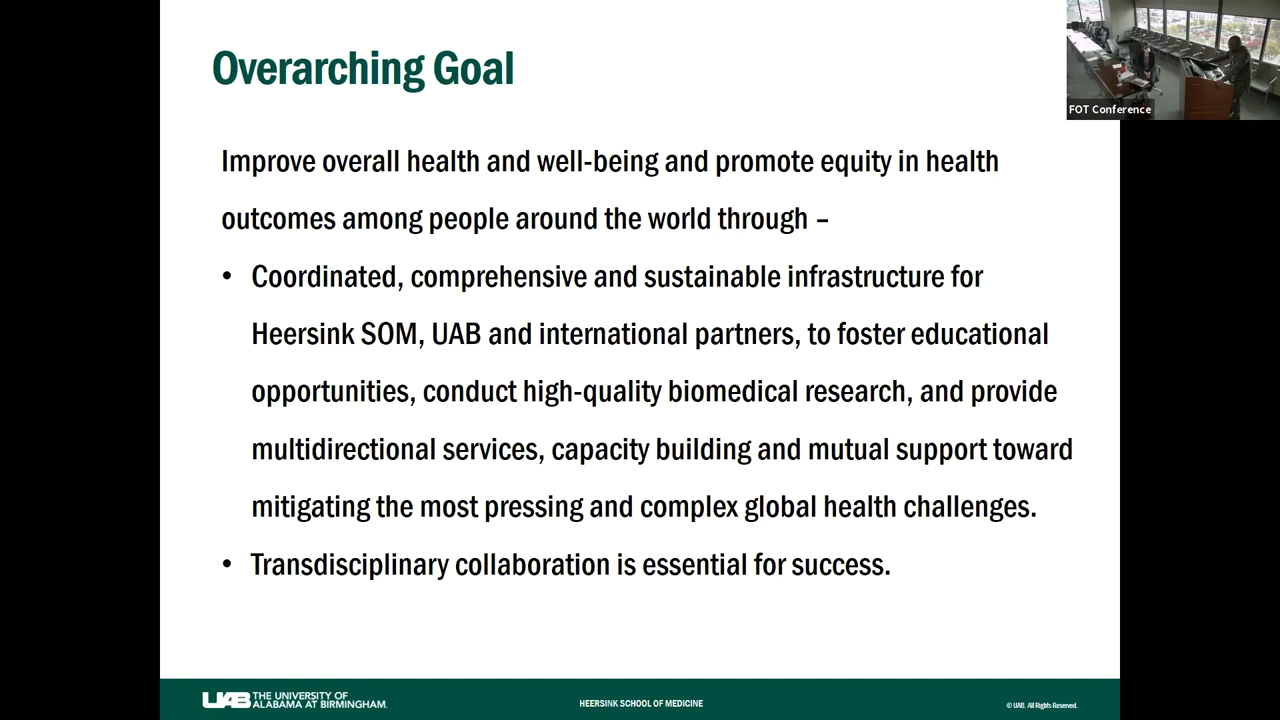 Overarching Goal
FOT Conference
Improve overall health and well-being and promote equity in health
outcomes among people around the world through –
• Coordinated, comprehensive and sustainable infrastructure for
Heersink SOM, UAB and international partners, to foster educational
opportunities, conduct high-quality biomedical research, and provide
multidirectional services, capacity building and mutual support toward
mitigating the most pressing and complex global health challenges.
• Transdisciplinary collaboration is essential for success.
UAB THE UNIVERSITY OF
ALABAMA AT BIRMINGHAM.
HEERSINK SCHOOL OF MEDICINE
© UAB. All Rights Reserved.